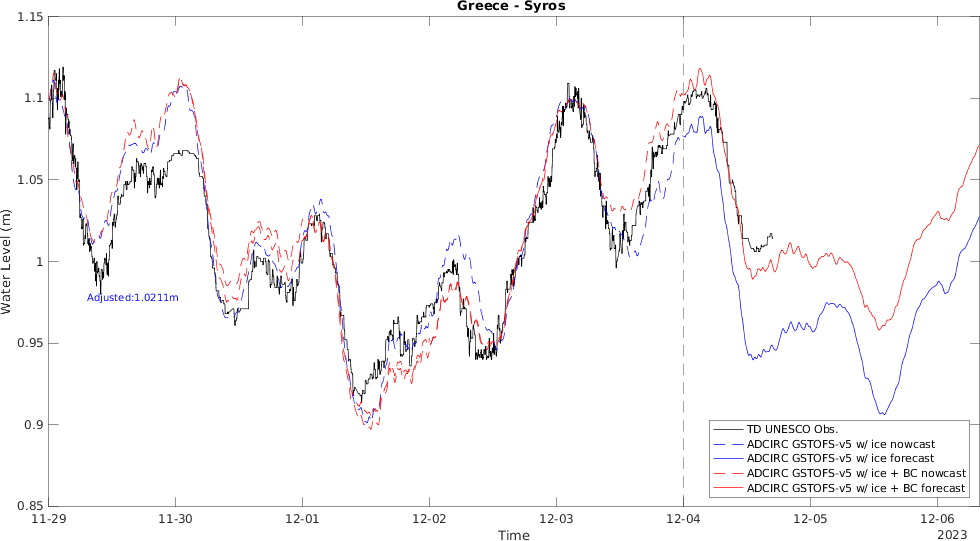 Greece - Syros
1.15
1.1
1.05
1
0.95
0.9
0.85
Water Level (m)
Adjusted:1.0211m
TD UNESCO Obs.
ADCIRC GSTOFS-v5 w/ ice nowcast
ADCIRC GSTOFS-v5 w/ ice forecast
ADCIRC GSTOFS-v5 w/ ice + BC nowcast
ADCIRC GSTOFS-v5 w/ ice + BC forecast
11-29 11-30 12-01 12-02 12-03 12-04 12-05 12-06
Time
2023